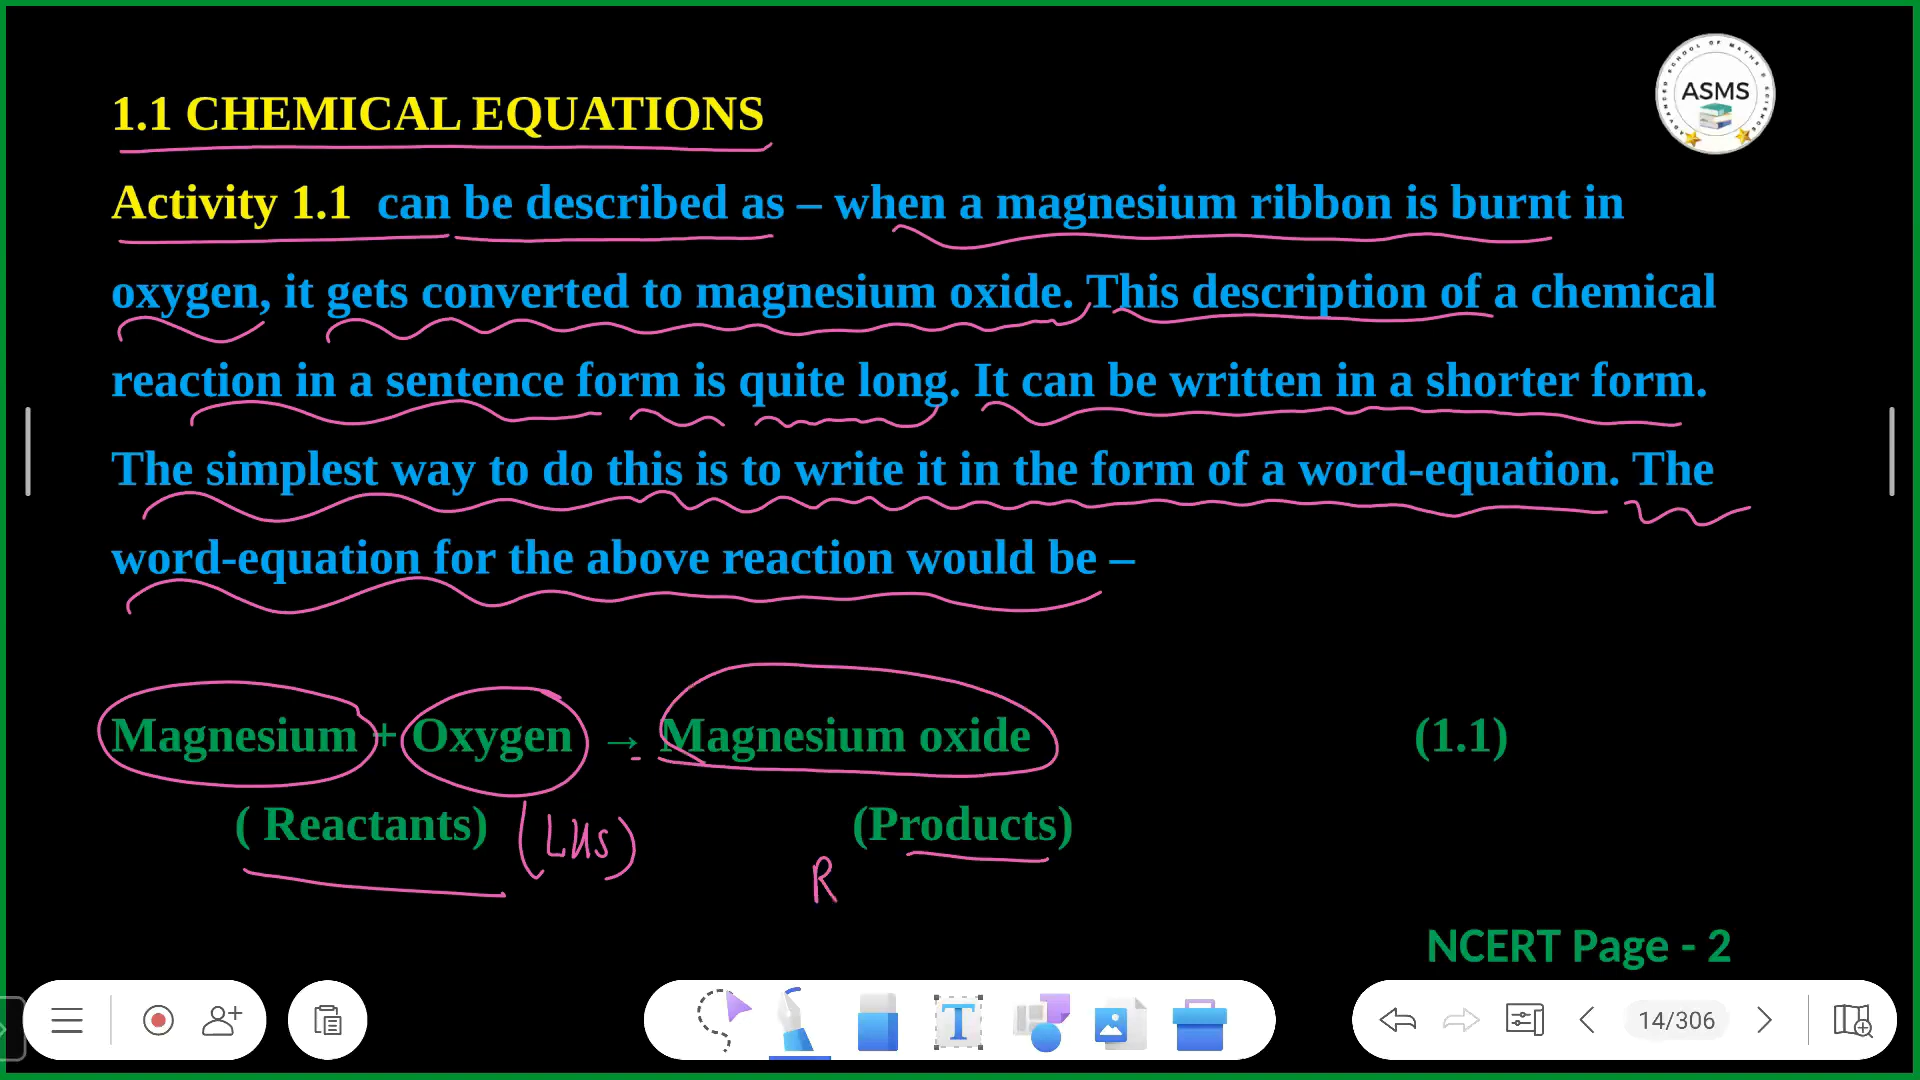 1.1 CHEMICAL EQUATIONS
ASMS
Activity 1.1 can be described as – when a magnesium ribbon is burnt in
oxygen, it gets converted to magnesium oxide. This description of a chemical
reaction in a sentence form is quite long. It can be written in a shorter form.
The simplest way to do this is to write it in the form of a word-equation. The
word-equation for the above reaction would be –
Magnesium + Oxygen → Magnesium oxide (1.1)
( Reactants) (LHS) (Products)
R
NCERT Page - 2
T
14/306